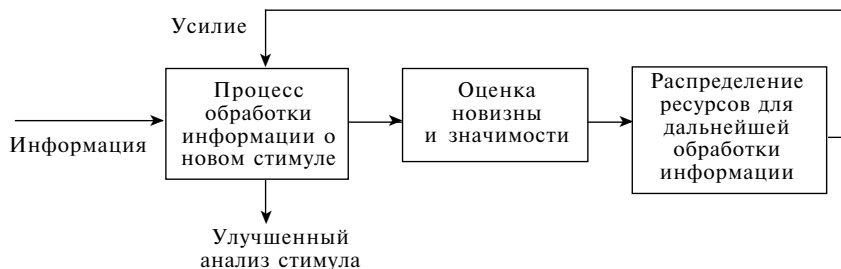 Усилие
Информация
Процесс
обработки
информации о
новом стимуле
Оценка
новизны
и значимости
Распределение
ресурсов для
дальнейшей
обработки
информации
Улучшенный
анализ стимула